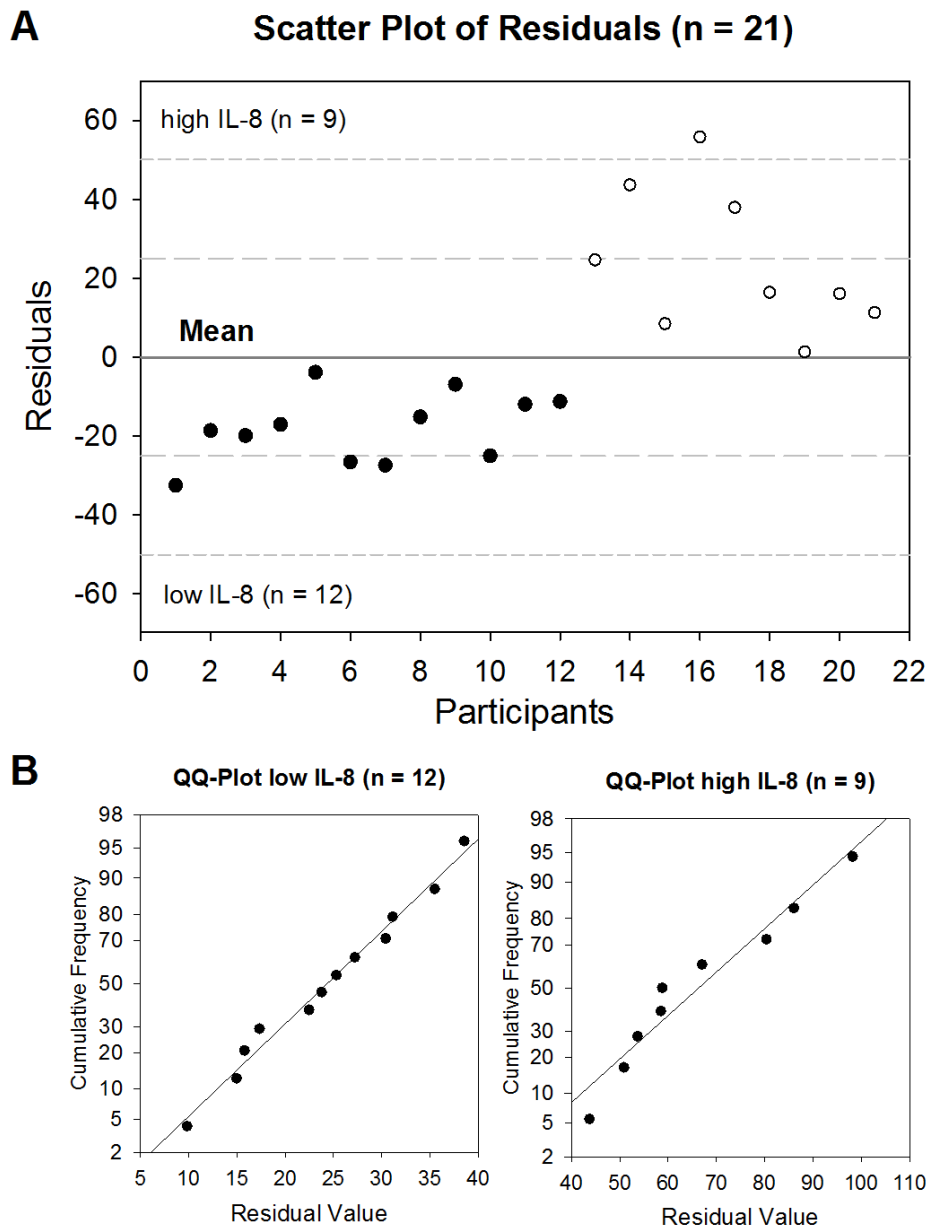 A
Scatter Plot of Residuals (n = 21)
high IL-8 (n = 9)
60
40
20
Mean
0
-20
-40
-60
low IL-8 (n = 12)
Residuals
0 2 4 6 8 10 12 14 16 18 20 22
Participants
B
QQ-Plot low IL-8 (n = 12)
98
95
90
80
70
50
30
20
10
5
2
Cumulative Frequency
5 10 15 20 25 30 35 40
Residual Value
QQ-Plot high IL-8 (n = 9)
98
95
90
80
70
50
30
20
10
5
2
Cumulative Frequency
40 50 60 70 80 90 100 110
Residual Value